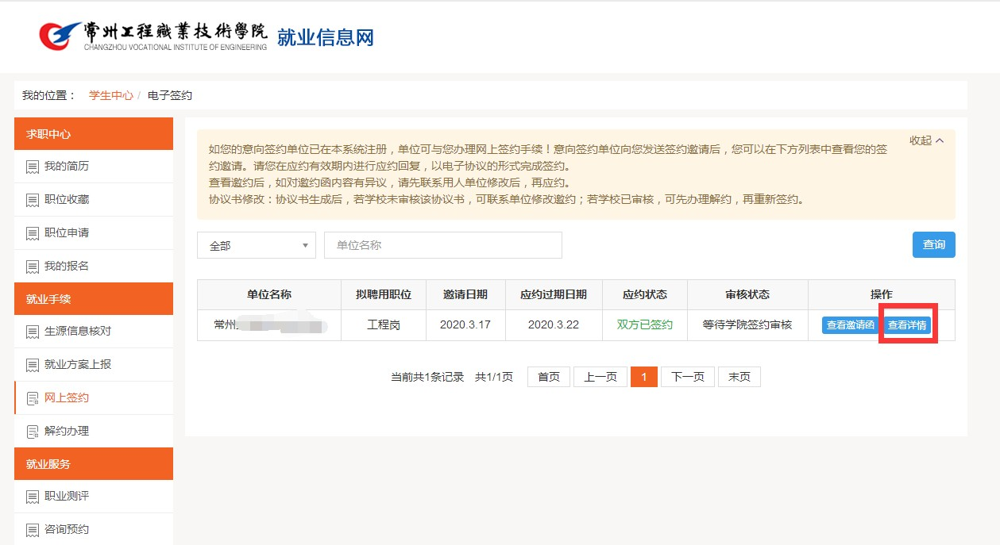 常州工程職業技術學院 就业信息网
CHANGZHOU VOCATIONAL INSTITUTE OF ENGINEERING
我的位置： 学生中心 / 电子签约
求职中心
我的简历
职位收藏
职位申请
我的报名
就业手续
生源信息核对
就业方案上报
网上签约
解约办理
就业服务
职业测评
咨询预约
收起
如您的意向签约单位已在本系统注册，单位可与您办理网上签约手续！意向签约单位向您发送签约邀请后，您可以在下方列表中查看您的签
约邀请。请您在应约有效期内进行应约回复，以电子协议的形式完成签约。
查看邀约后，如对邀约函内容有异议，请先联系用人单位修改后，再应约。
协议书修改：协议书生成后，若学校未审核该协议书，可联系单位修改邀约；若学校已审核，可先办理解约，再重新签约。
全部 单位名称 查询
单位名称 拟聘用职位 邀请日期 应约过期日期 应约状态 审核状态 操作
常州 工程岗 2020.3.17 2020.3.22 双方已签约 等待学院签约审核 查看邀请函 查看详情
当前共1条记录 共1/1页 首页 上一页 1 下一页 末页